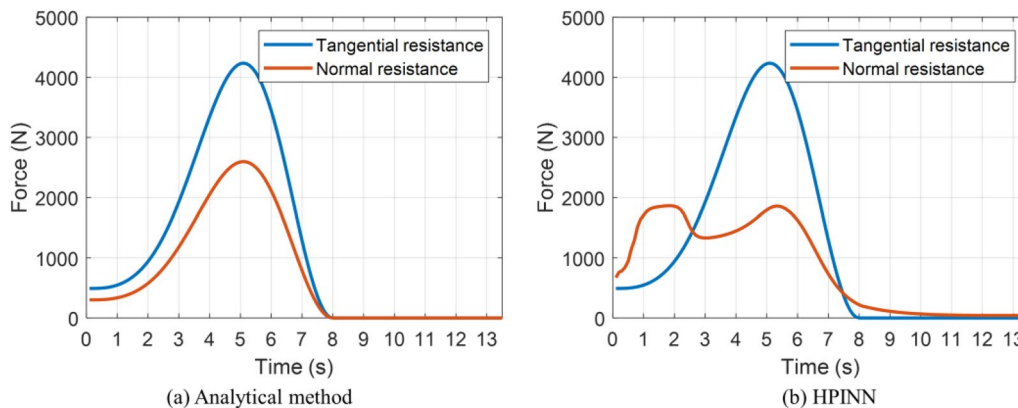 5000
4000
3000
2000
1000
0
Force (N)
Tangential resistance
Normal resistance
0 1 2 3 4 5 6 7 8 9 10 11 12 13
Time (s)
(a) Analytical method
5000
4000
3000
2000
1000
0
Force (N)
Tangential resistance
Normal resistance
0 1 2 3 4 5 6 7 8 9 10 11 12 13
Time (s)
(b) HPINN